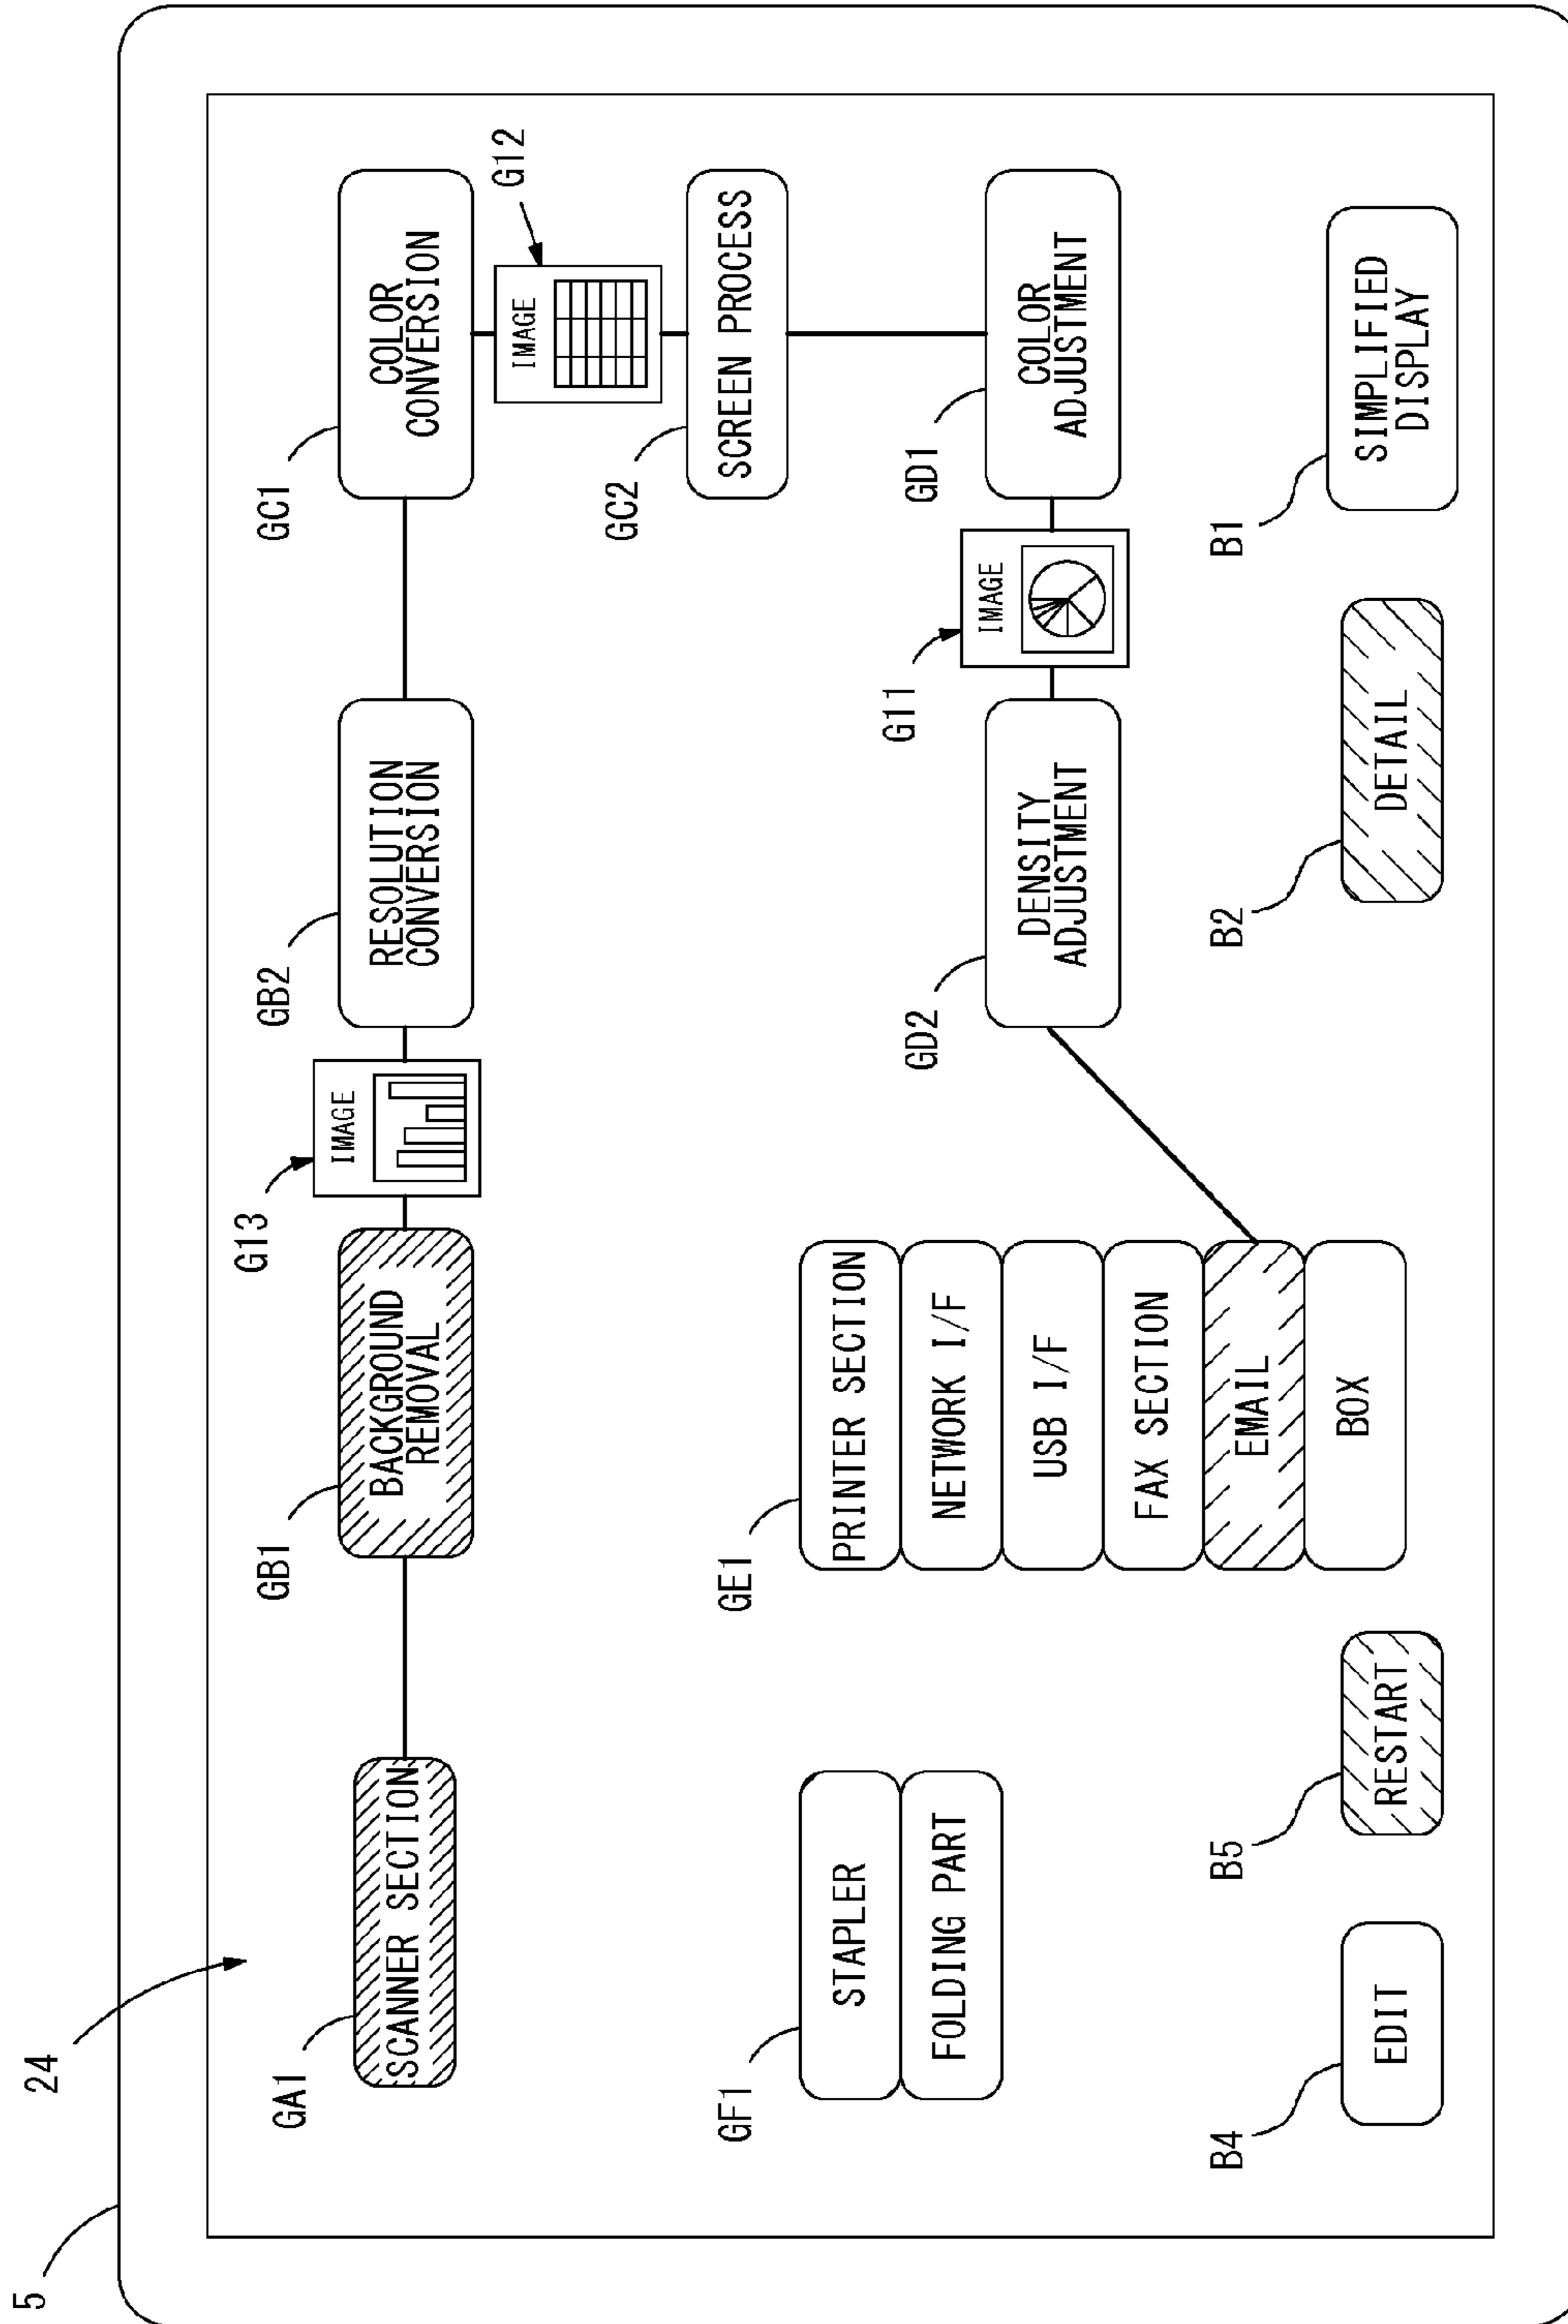 5
24
GA1
SCANNER SECTION
GB1
BACKGROUND
REMOVAL
G13
IMAGE
GB2
RESOLUTION
CONVERSION
GC1
COLOR
CONVERSION
G12
IMAGE
GC2
SCREEN PROCESS
GF1
STAPLER
FOLDING PART
GE1
PRINTER SECTION
NETWORK I/F
USB I/F
FAX SECTION
EMAIL
BOX
GD2
DENSITY
ADJUSTMENT
G11
IMAGE
GD1
COLOR
ADJUSTMENT
B4
EDIT
B5
RESTART
B2
DETAIL
B1
SIMPLIFIED
DISPLAY